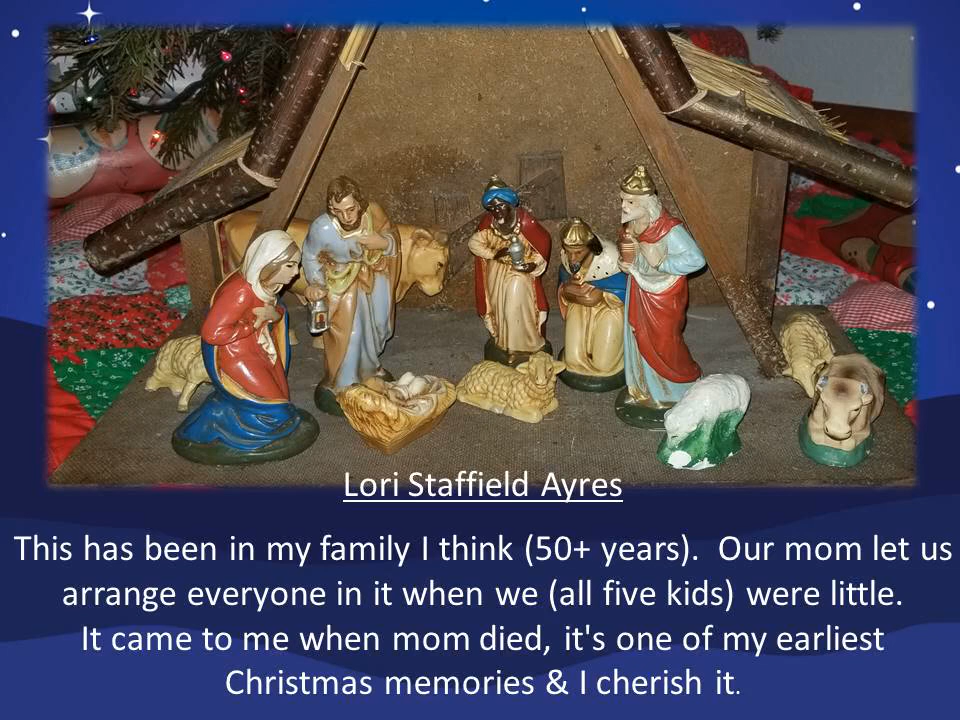 Lori Staffield Ayres
This has been in my family I think (50+ years).  Our mom let us
arrange everyone in it when we (all five kids) were little.
It came to me when mom died, it's one of my earliest
Christmas memories & I cherish it.